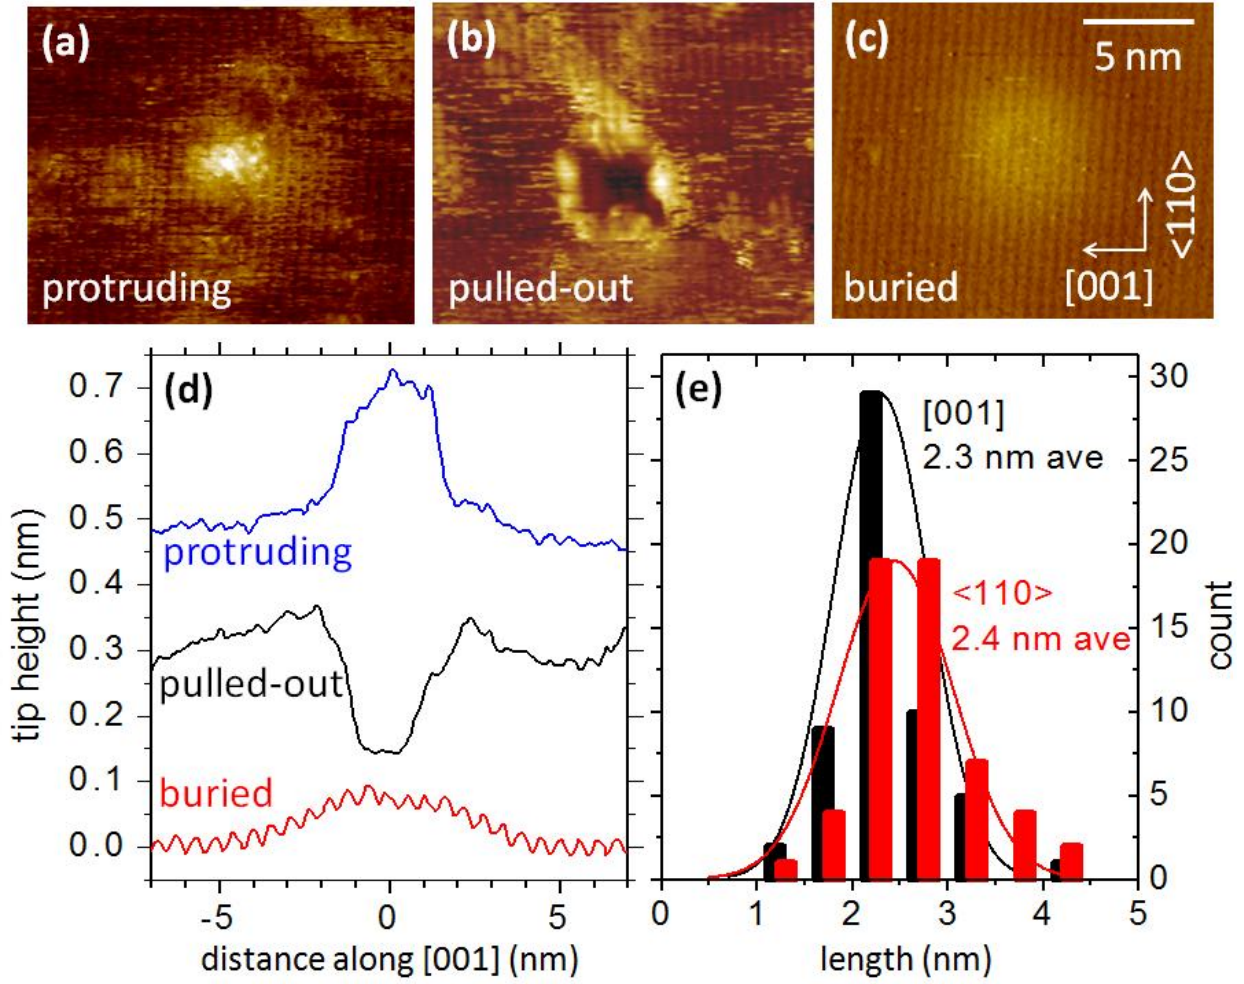 (a)
protruding
(b)
pulled-out
(c)
5 nm
<110>
buried
[001]
(d)
0.7
0.6
0.5
0.4
0.3
0.2
0.1
0.0
tip height (nm)
protruding
pulled-out
buried
-5
0
5
distance along [001] (nm)
(e)
[001]
2.3 nm ave
<110>
2.4 nm ave
30
25
20
15
10
5
0
count
0
1
2
3
4
5
length (nm)